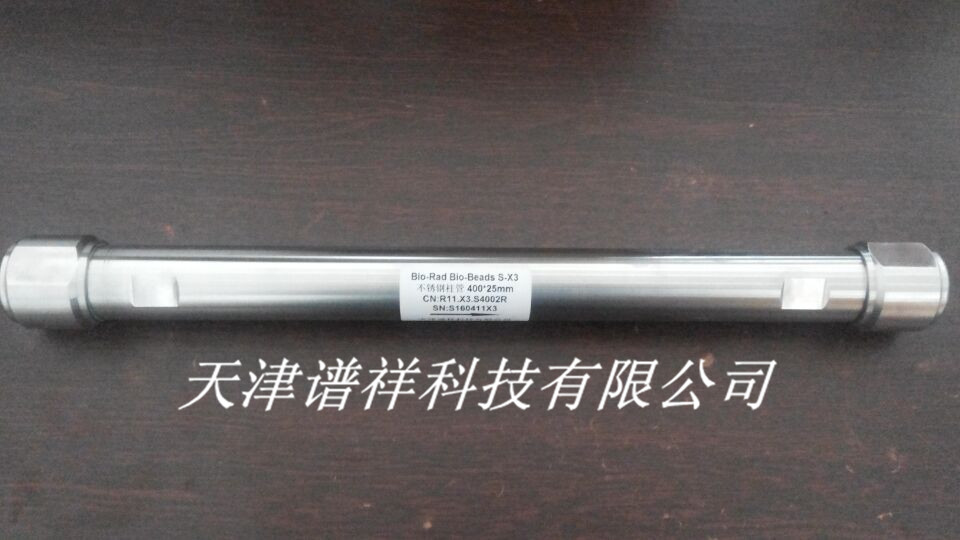 Bio-Rad Bio-Beads S-X3
不锈钢柱管 400*25mm
CN:R11.X3.S4002R
SN:S160411X3
天津谱祥科技有限公司